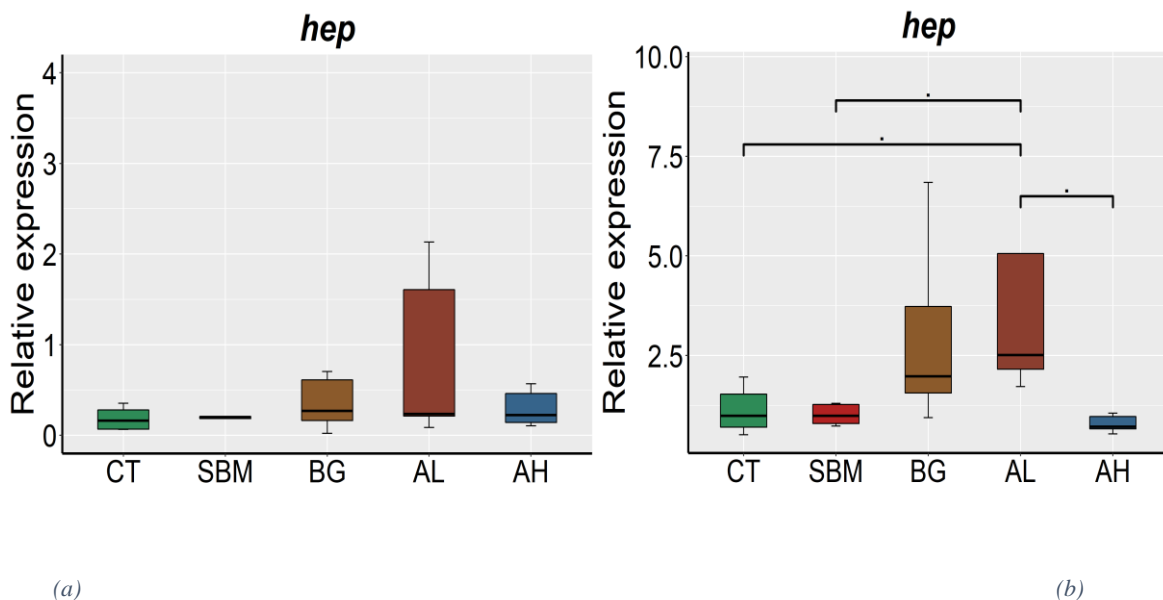 hep
Relative expression
4
3
2
1
0
CT SBM BG AL AH
(a)
hep
Relative expression
10.0
7.5
5.0
2.5
.
.
.
CT SBM BG AL AH
(b)